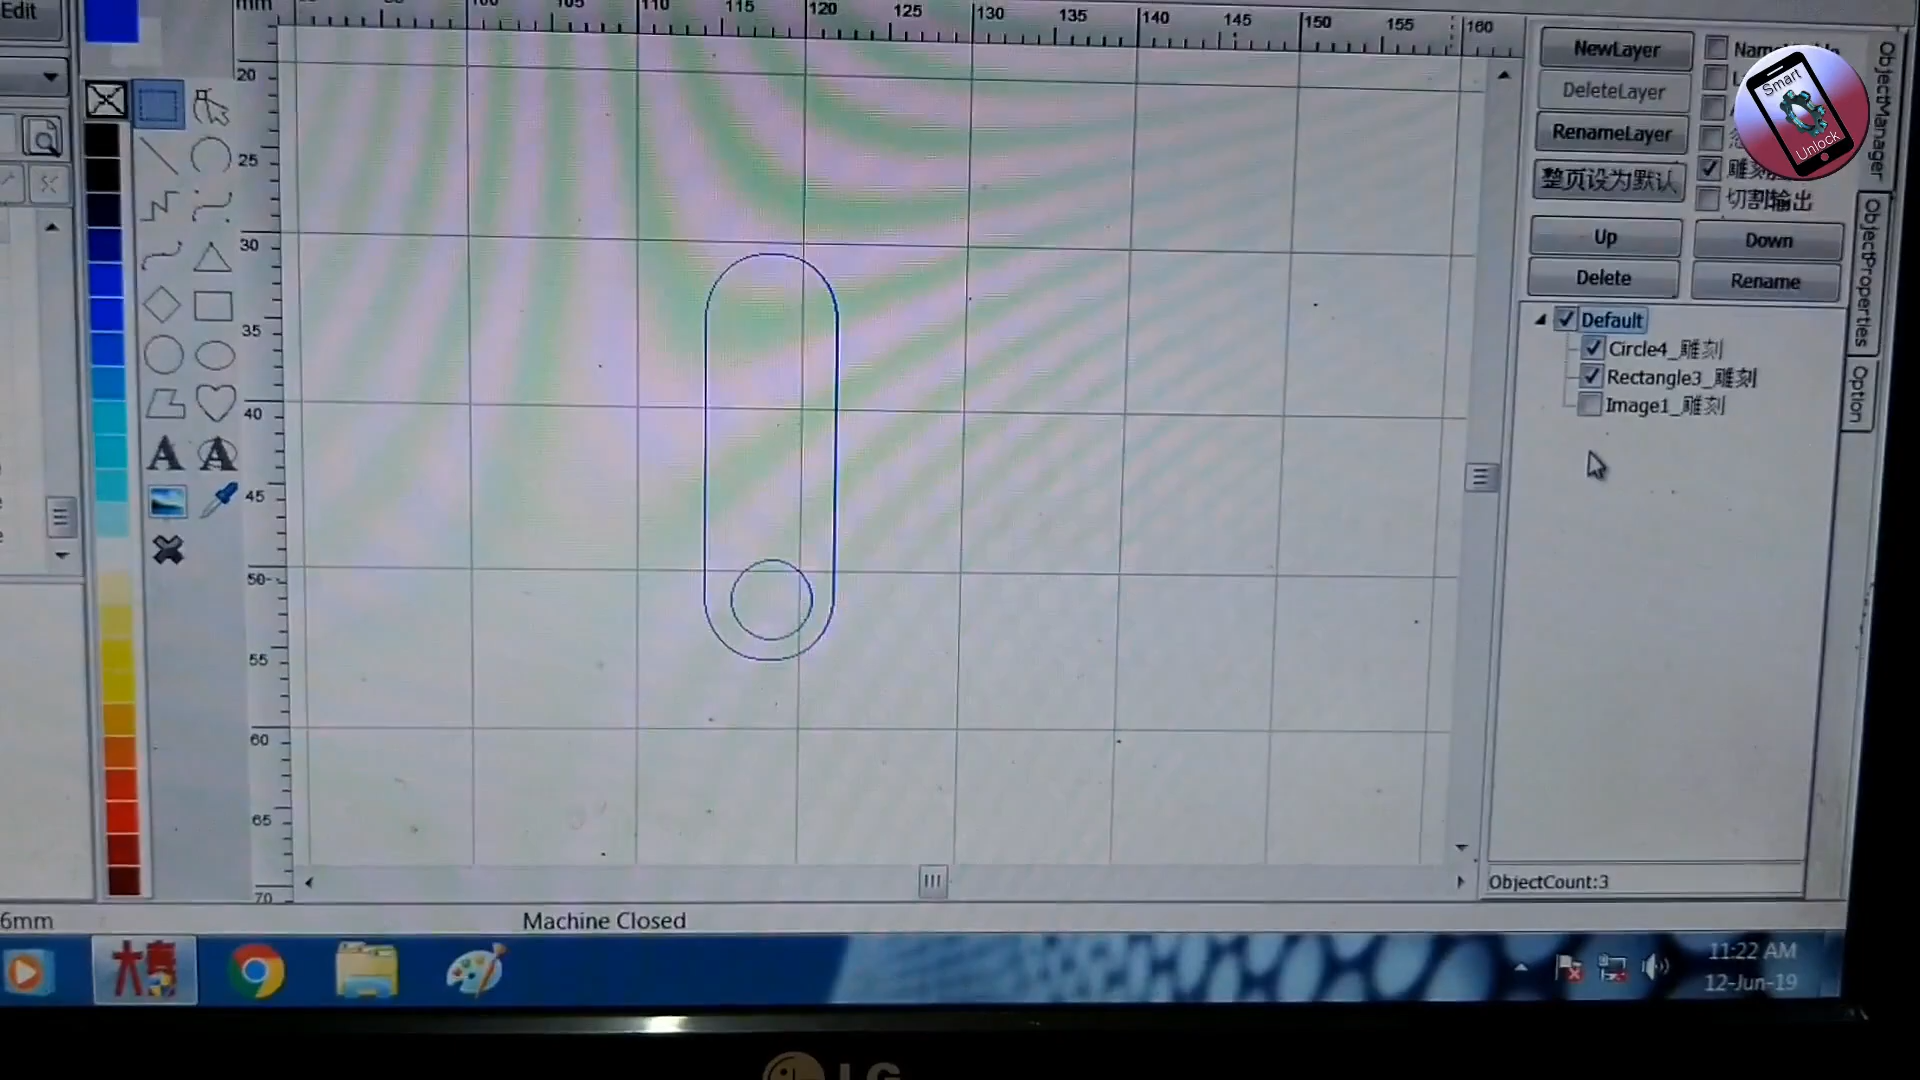 Edit
mm
110
115
120
125
130
135
140
145
150
155
160
20
25
30
35
40
45
50
55
60
65
70
NewLayer
DeleteLayer
RenameLayer
整页设为默认
雕刻
切割输出
Up
Down
Delete
Rename
Default
Circle4_雕刻
Rectangle3_雕刻
Image1_雕刻
ObjectManager
ObjectProperties
Option
Smart
Unlock
ObjectCount:3
6mm
Machine Closed
11:22 AM
12-Jun-19
LG